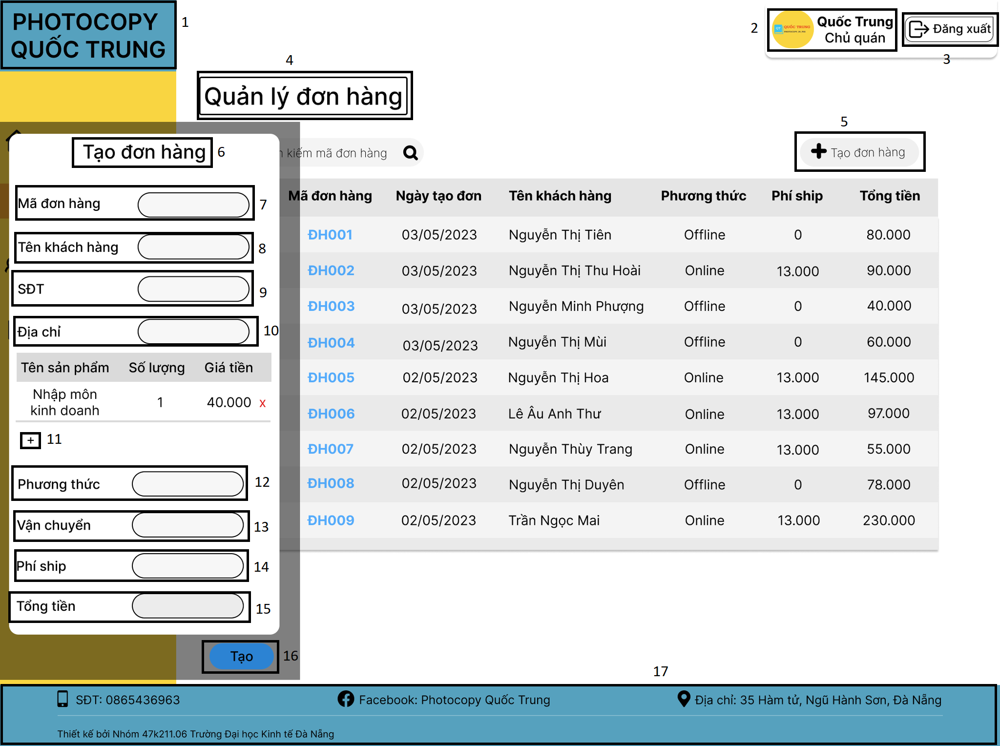 PHOTOCOPY
QUỐC TRUNG
1
2
QT QUỐC TRUNG
Quốc Trung
Chủ quán
Đăng xuất
3
4
Quản lý đơn hàng
5
Tạo đơn hàng
6
kiếm mã đơn hàng
Tạo đơn hàng
Mã đơn hàng
7
Tên khách hàng
8
SĐT
9
Địa chỉ
10
Tên sản phẩm Số lượng Giá tiền
Nhập môn
kinh doanh
1 40.000 x
+
11
Phương thức
12
Vận chuyển
13
Phí ship
14
Tổng tiền
15
Tạo
16
Mã đơn hàng Ngày tạo đơn Tên khách hàng Phương thức Phí ship Tổng tiền
ĐH001 03/05/2023 Nguyễn Thị Tiên Offline 0 80.000
ĐH002 03/05/2023 Nguyễn Thị Thu Hoài Online 13.000 90.000
ĐH003 03/05/2023 Nguyễn Minh Phượng Offline 0 40.000
ĐH004 03/05/2023 Nguyễn Thị Mùi Offline 0 60.000
ĐH005 02/05/2023 Nguyễn Thị Hoa Online 13.000 145.000
ĐH006 02/05/2023 Lê Âu Anh Thư Online 13.000 97.000
ĐH007 02/05/2023 Nguyễn Thùy Trang Online 13.000 55.000
ĐH008 02/05/2023 Nguyễn Thị Duyên Offline 0 78.000
ĐH009 02/05/2023 Trần Ngọc Mai Online 13.000 230.000
17
SĐT: 0865436963
Facebook: Photocopy Quốc Trung
Địa chỉ: 35 Hàm tử, Ngũ Hành Sơn, Đà Nẵng
Thiết kế bởi Nhóm 47k211.06 Trường Đại học Kinh tế Đà Nẵng